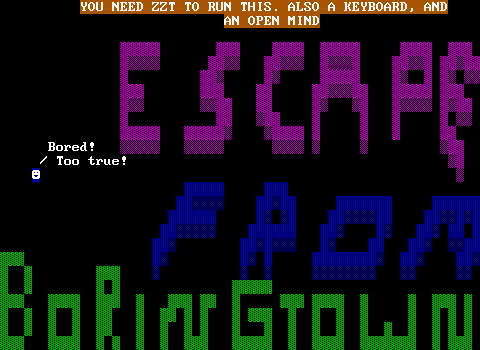 YOU NEED ZZT TO RUN THIS. ALSO A KEYBOARD, AND
AN OPEN MIND
ESCAPE
Bored!
Too true!
FROM
BORINGTOWN